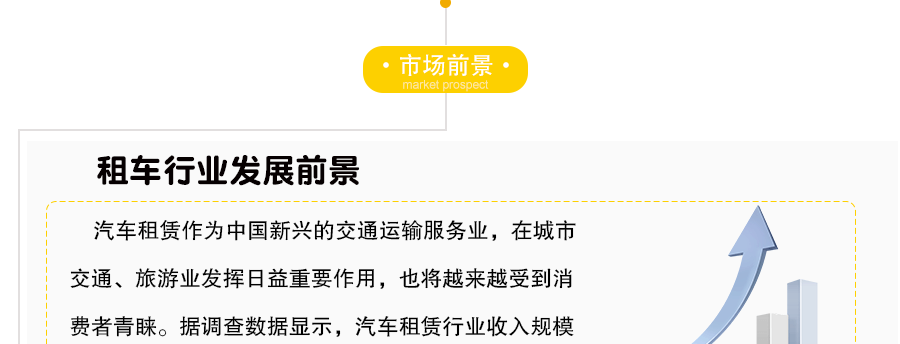 · 市场前景 ·
market prospect
租车行业发展前景
汽车租赁作为中国新兴的交通运输服务业，在城市
交通、旅游业发挥日益重要作用，也将越来越受到消
费者青睐。据调查数据显示，汽车租赁行业收入规模